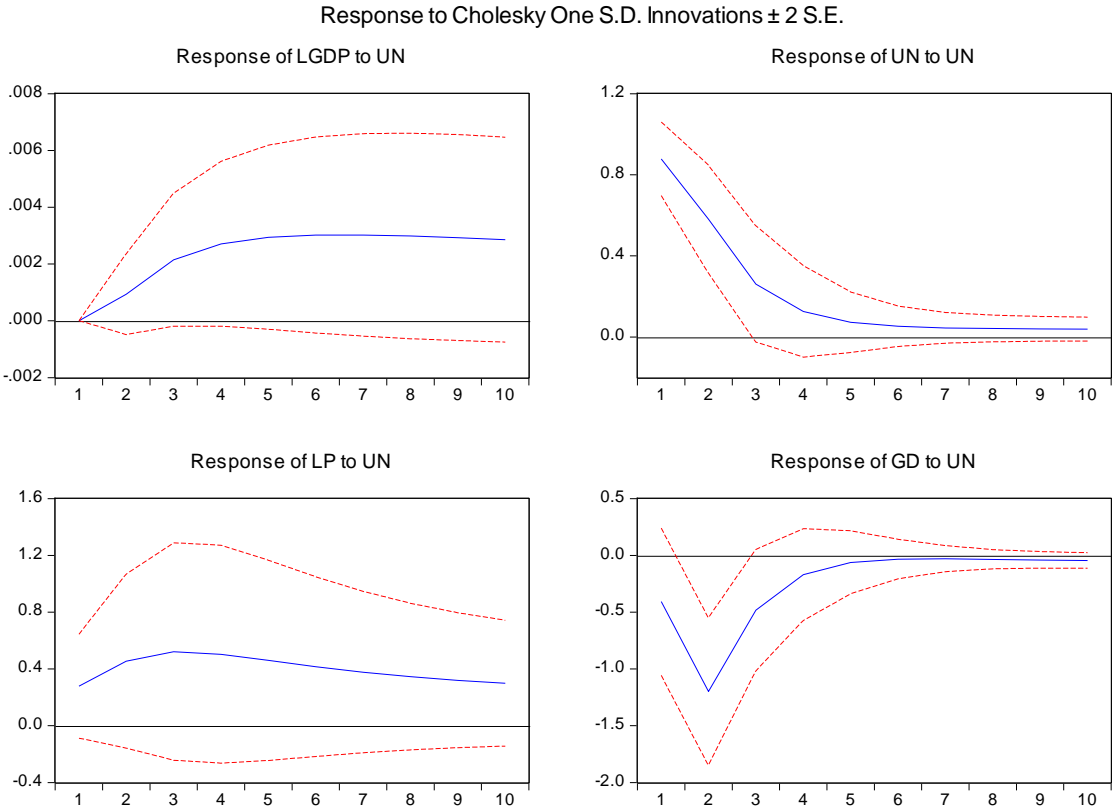 Response to Cholesky One S.D. Innovations ± 2 S.E.
Response of LGDP to UN
.008
.006
.004
.002
.000
-.002
1 2 3 4 5 6 7 8 9 10
Response of UN to UN
1.2
0.8
0.4
0.0
1 2 3 4 5 6 7 8 9 10
Response of LP to UN
1.6
1.2
0.8
0.4
0.0
-0.4
1 2 3 4 5 6 7 8 9 10
Response of GD to UN
0.5
0.0
-0.5
-1.0
-1.5
-2.0
1 2 3 4 5 6 7 8 9 10